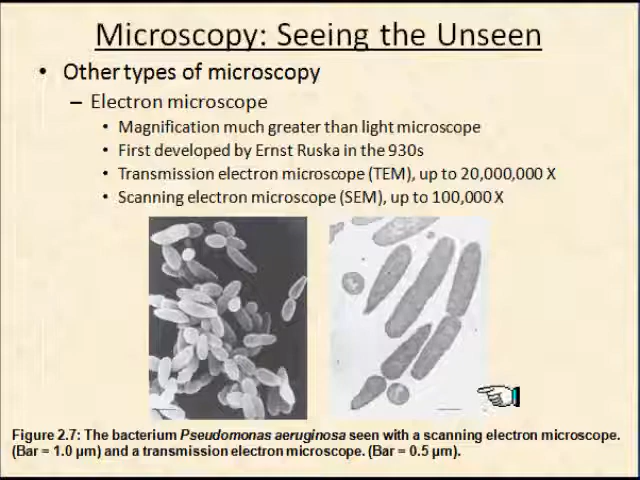 Microscopy: Seeing the Unseen
• Other types of microscopy
– Electron microscope
• Magnification much greater than light microscope
• First developed by Ernst Ruska in the 930s
• Transmission electron microscope (TEM), up to 20,000,000 X
• Scanning electron microscope (SEM), up to 100,000 X
Figure 2.7: The bacterium Pseudomonas aeruginosa seen with a scanning electron microscope.
(Bar = 1.0 µm) and a transmission electron microscope. (Bar = 0.5 µm).